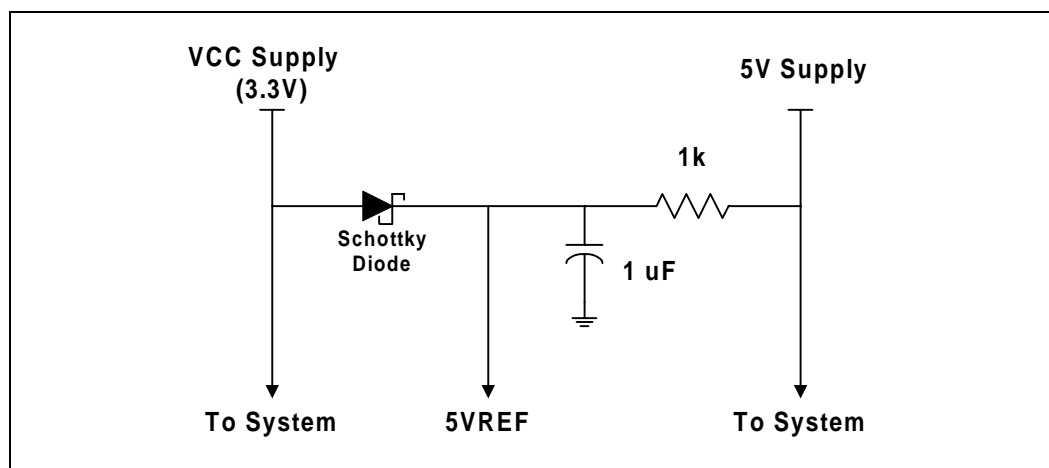 VCC Supply
(3.3V)
5V Supply
1k
Schottky
Diode
1 uF
To System
5VREF
To System